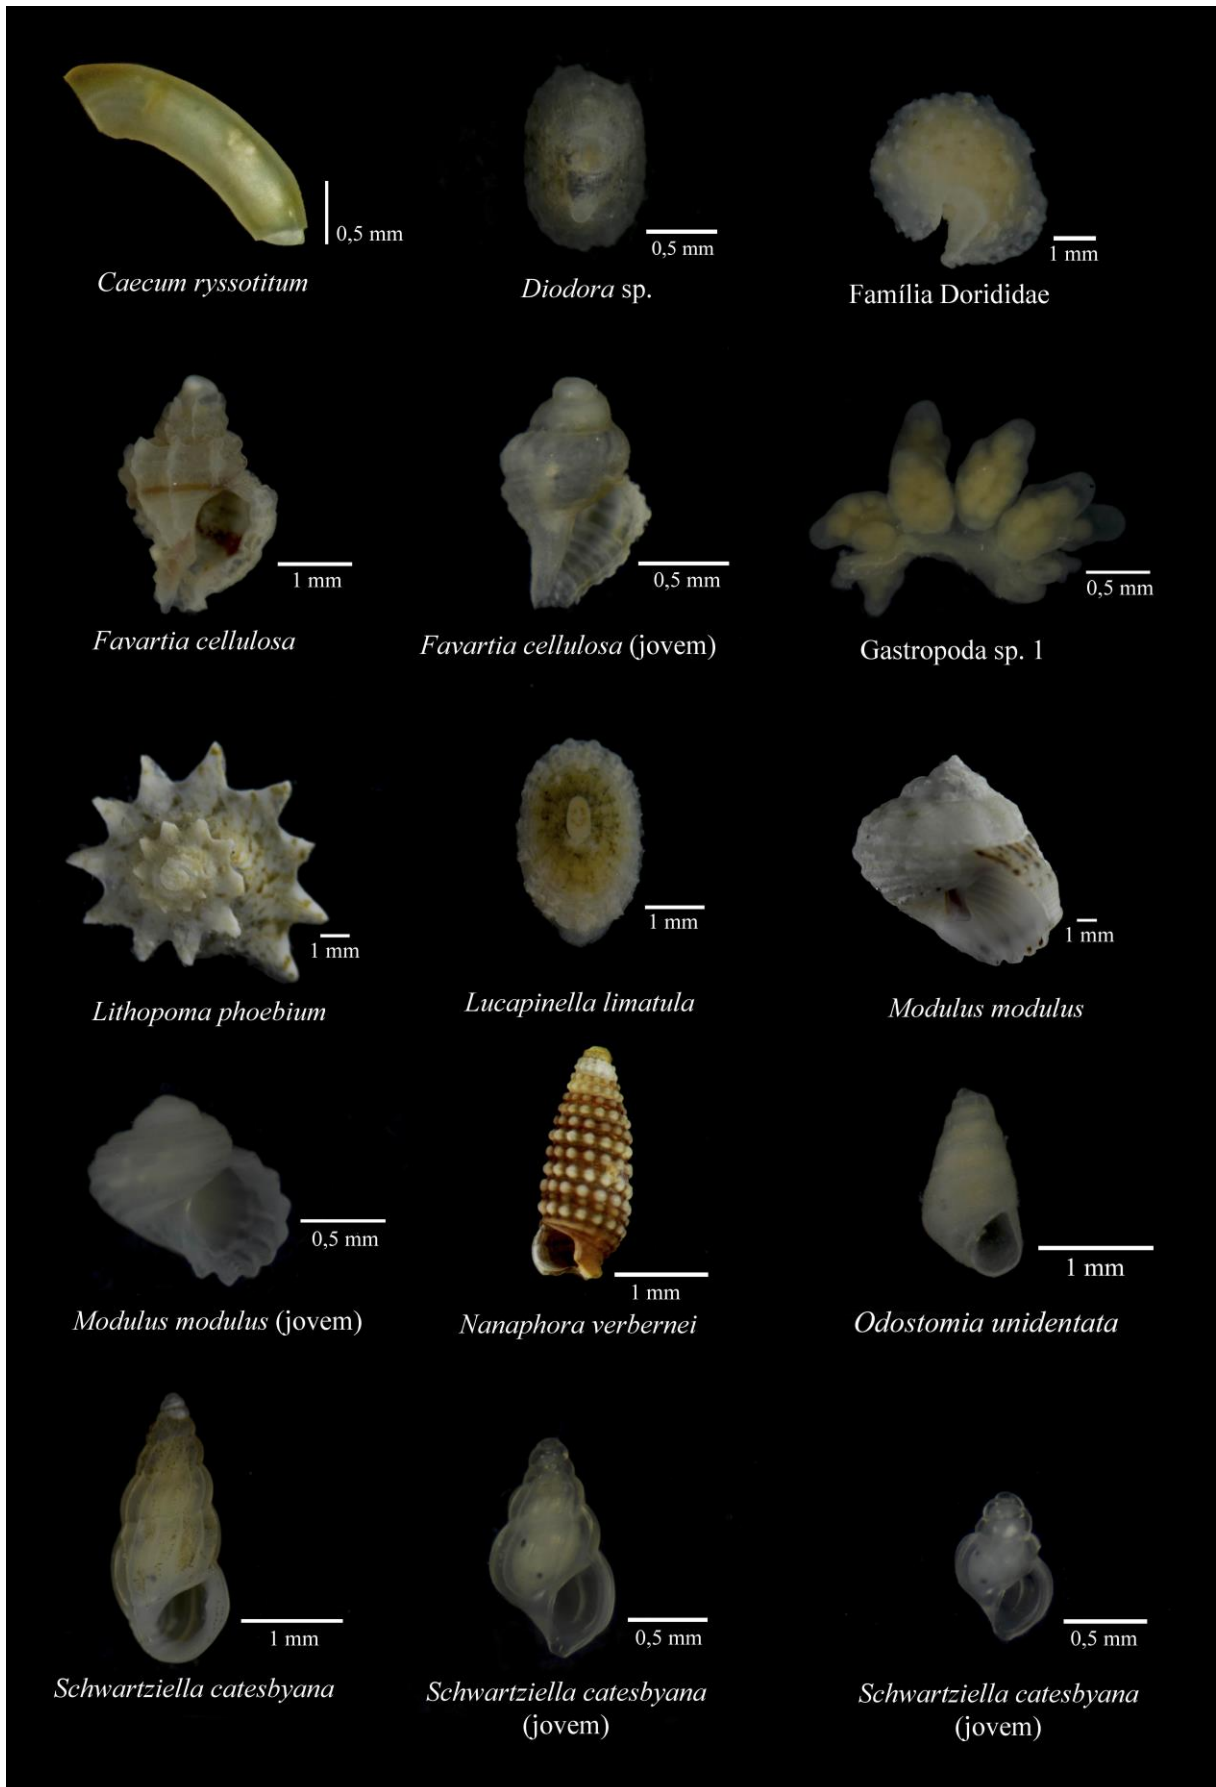 0,5 mm
Caecum ryssotitum
0,5 mm
Diodora sp.
1 mm
Família Dorididae
1 mm
Favartia cellulosa
0,5 mm
Favartia cellulosa (jovem)
0,5 mm
Gastropoda sp. 1
1 mm
Lithopoma phoebium
1 mm
Lucapinella limatula
1 mm
Modulus modulus
0,5 mm
Modulus modulus (jovem)
1 mm
Nanaphora verbernei
1 mm
Odostomia unidentata
1 mm
Schwartziella catesbyana
0,5 mm
Schwartziella catesbyana
(jovem)
0,5 mm
Schwartziella catesbyana
(jovem)